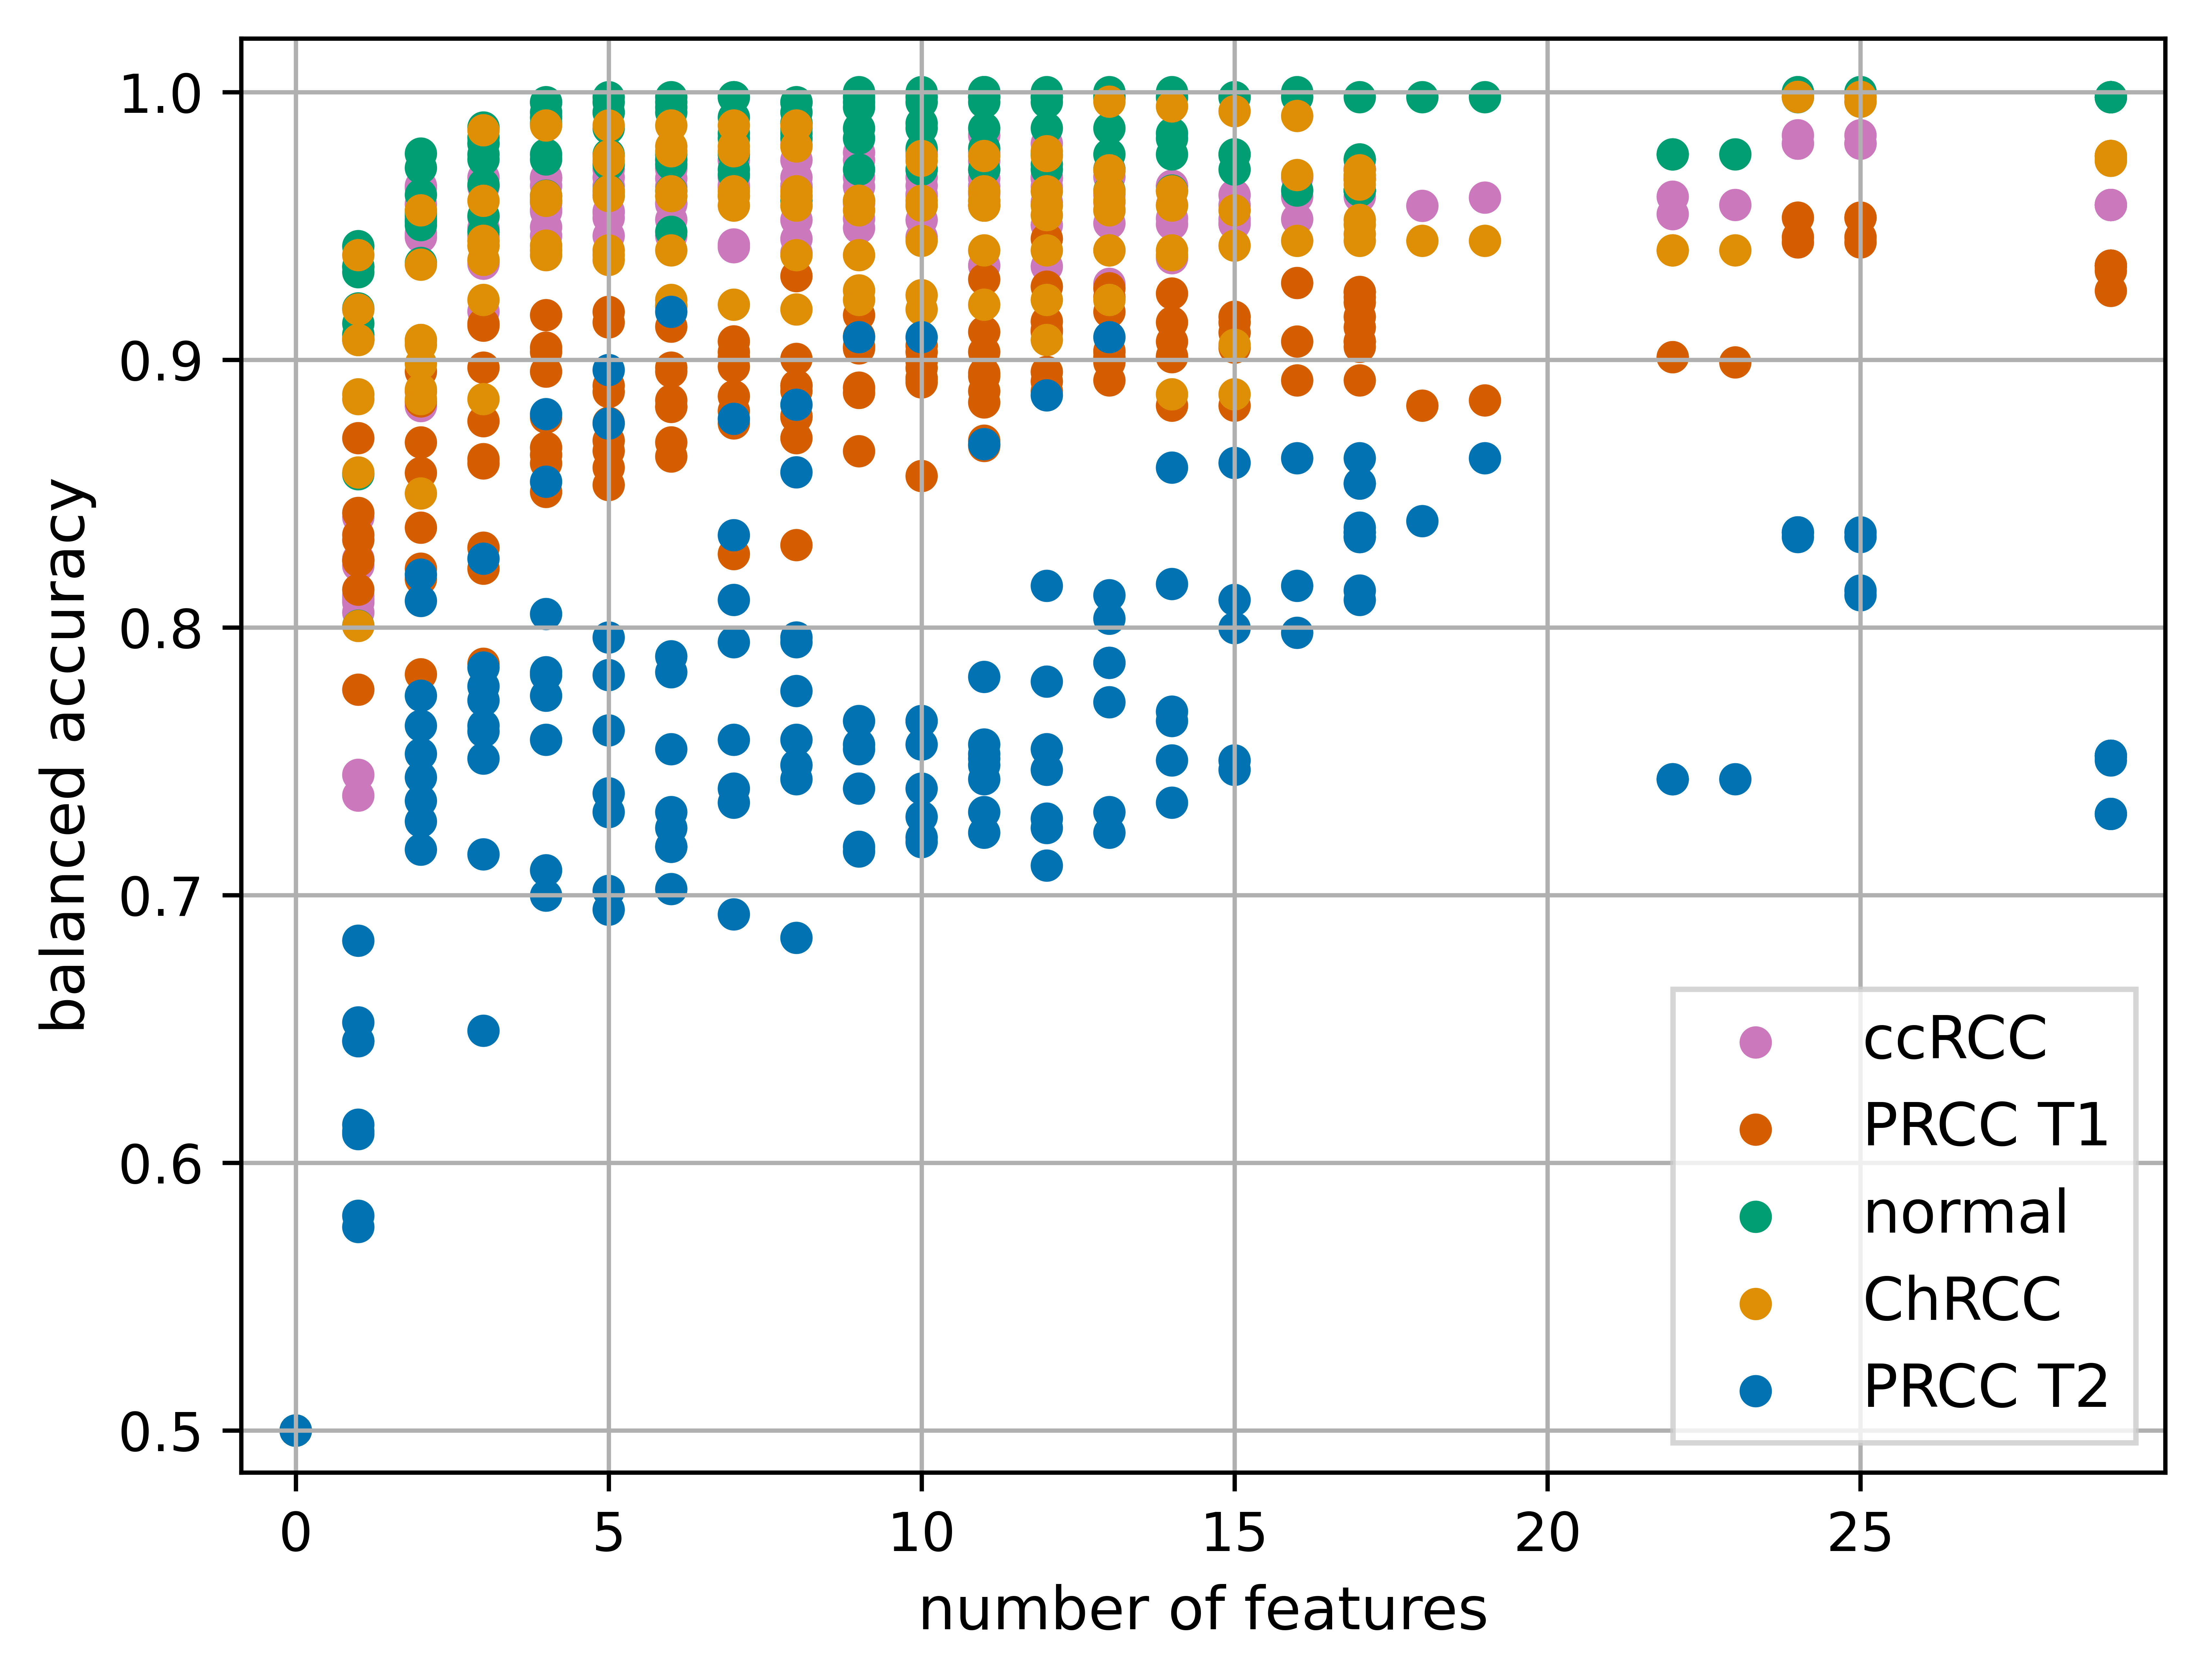 1.0
0.9
0.8
0.7
0.6
0.5
balanced accuracy
ccRCC
PRCC T1
normal
ChRCC
PRCC T2
0 5 10 15 20 25
number of features